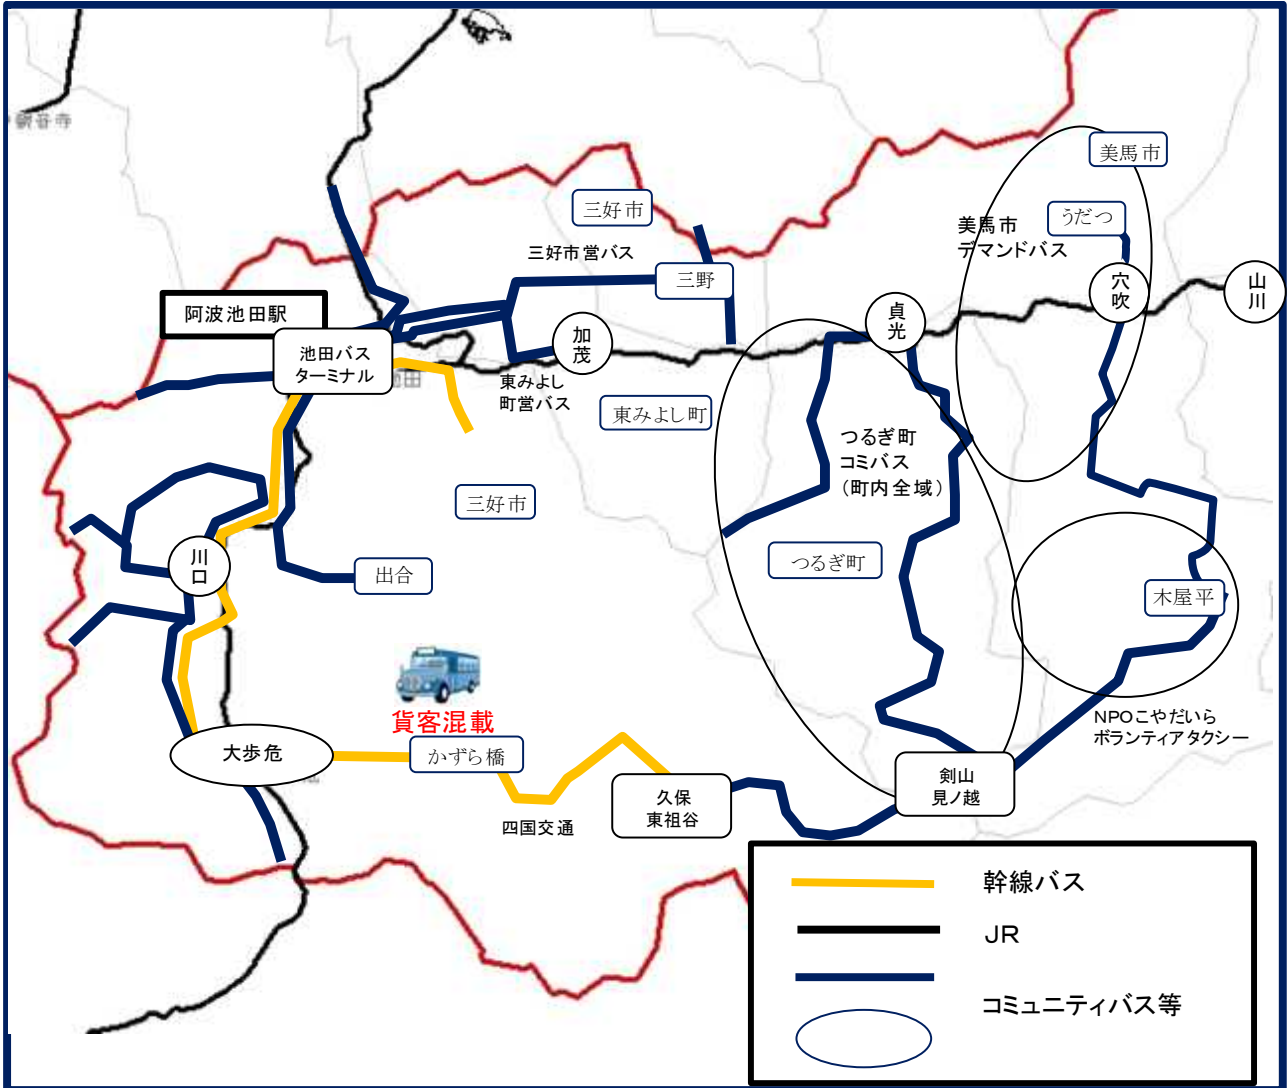 観音寺
美馬市
三好市
うだつ
美馬市
デマンドバス
三好市営バス
三野
穴吹
山川
阿波池田駅
貞光
加茂
池田バス
ターミナル
東みよし
町営バス
東みよし町
つるぎ町
コミバス
(町内全域)
三好市
川口
出合
つるぎ町
木屋平
貨客混載
NPOこやだいら
ボランティアタクシー
大歩危
かずら橋
剣山
見ノ越
久保
東祖谷
四国交通
幹線バス
JR
コミュニティバス等